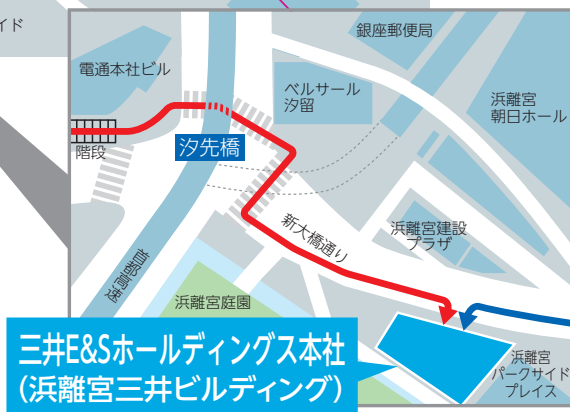 イド
銀座郵便局
電通本社ビル
ベルサール
汐留
浜離宮
朝日ホール
階段
汐先橋
新大橋通り
浜離宮建設
プラザ
首都高速
浜離宮庭園
三井E&Sホールディングス本社
（浜離宮三井ビルディング）
浜離宮
パークサイド
プレイス